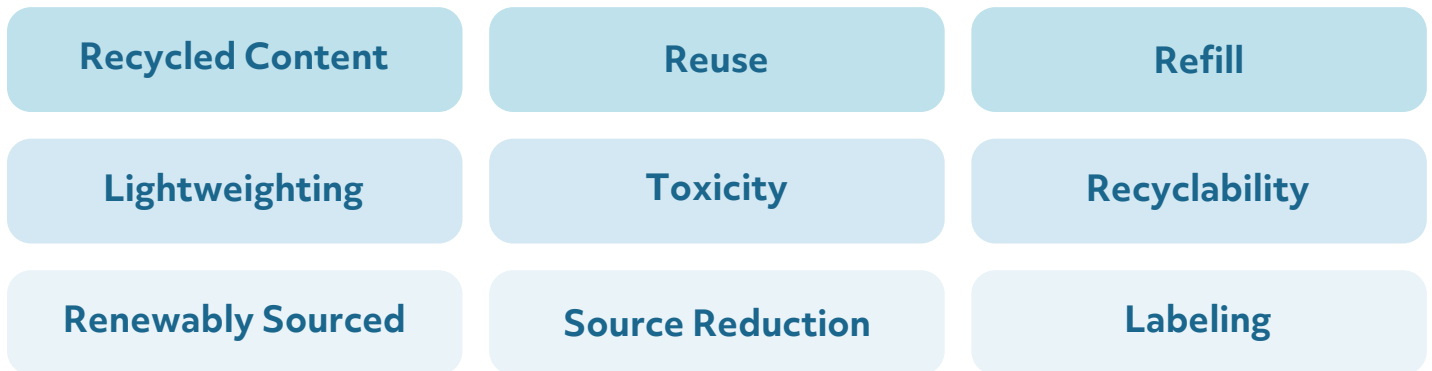 Recycled Content
Reuse
Refill
Lightweighting
Toxicity
Recyclability
Renewably Sourced
Source Reduction
Labeling